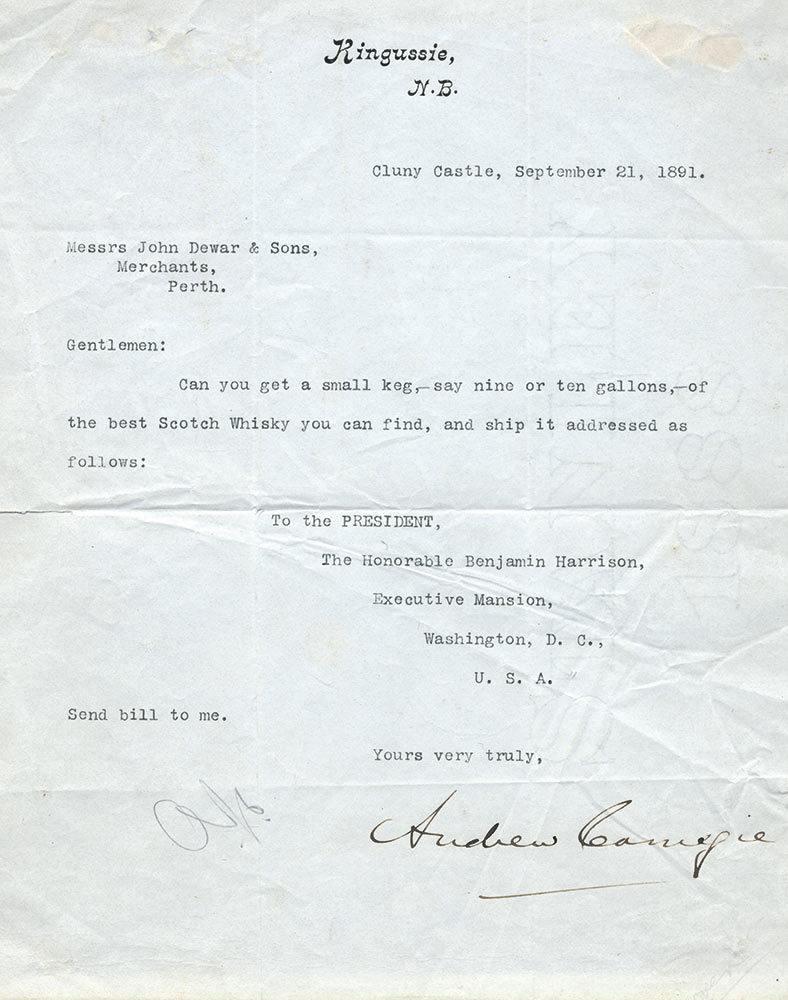 Kingussie,
N.B.
Cluny Castle, September 21, 1891.
Messrs John Dewar & Sons,
Merchants,
Perth.
Gentlemen:
Can you get a small keg,—say nine or ten gallons,—of
the best Scotch Whisky you can find, and ship it addressed as
follows:
To the PRESIDENT,
The Honorable Benjamin Harrison,
Executive Mansion,
Washington, D. C.,
U. S. A.
Send bill to me.
Yours very truly,
Andrew Carnegie